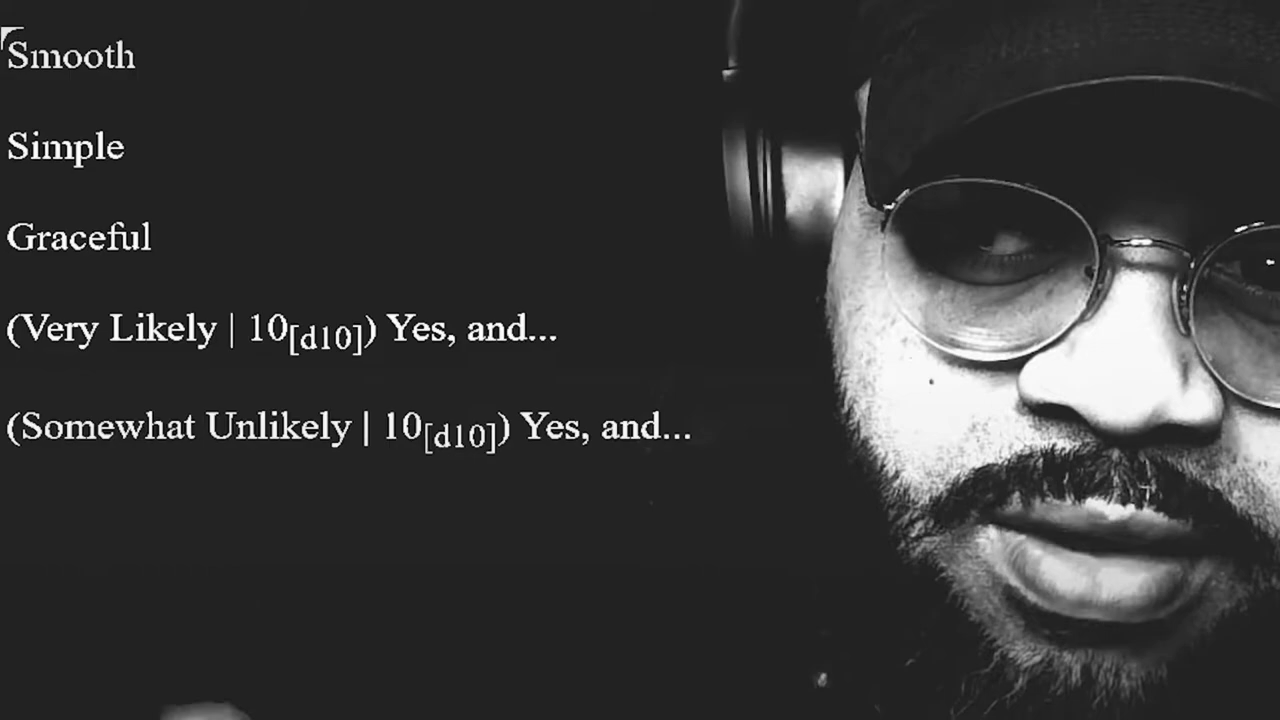 Smooth
Simple
Graceful
(Very Likely | 10[d10]) Yes, and...
(Somewhat Unlikely | 10[d10]) Yes, and...